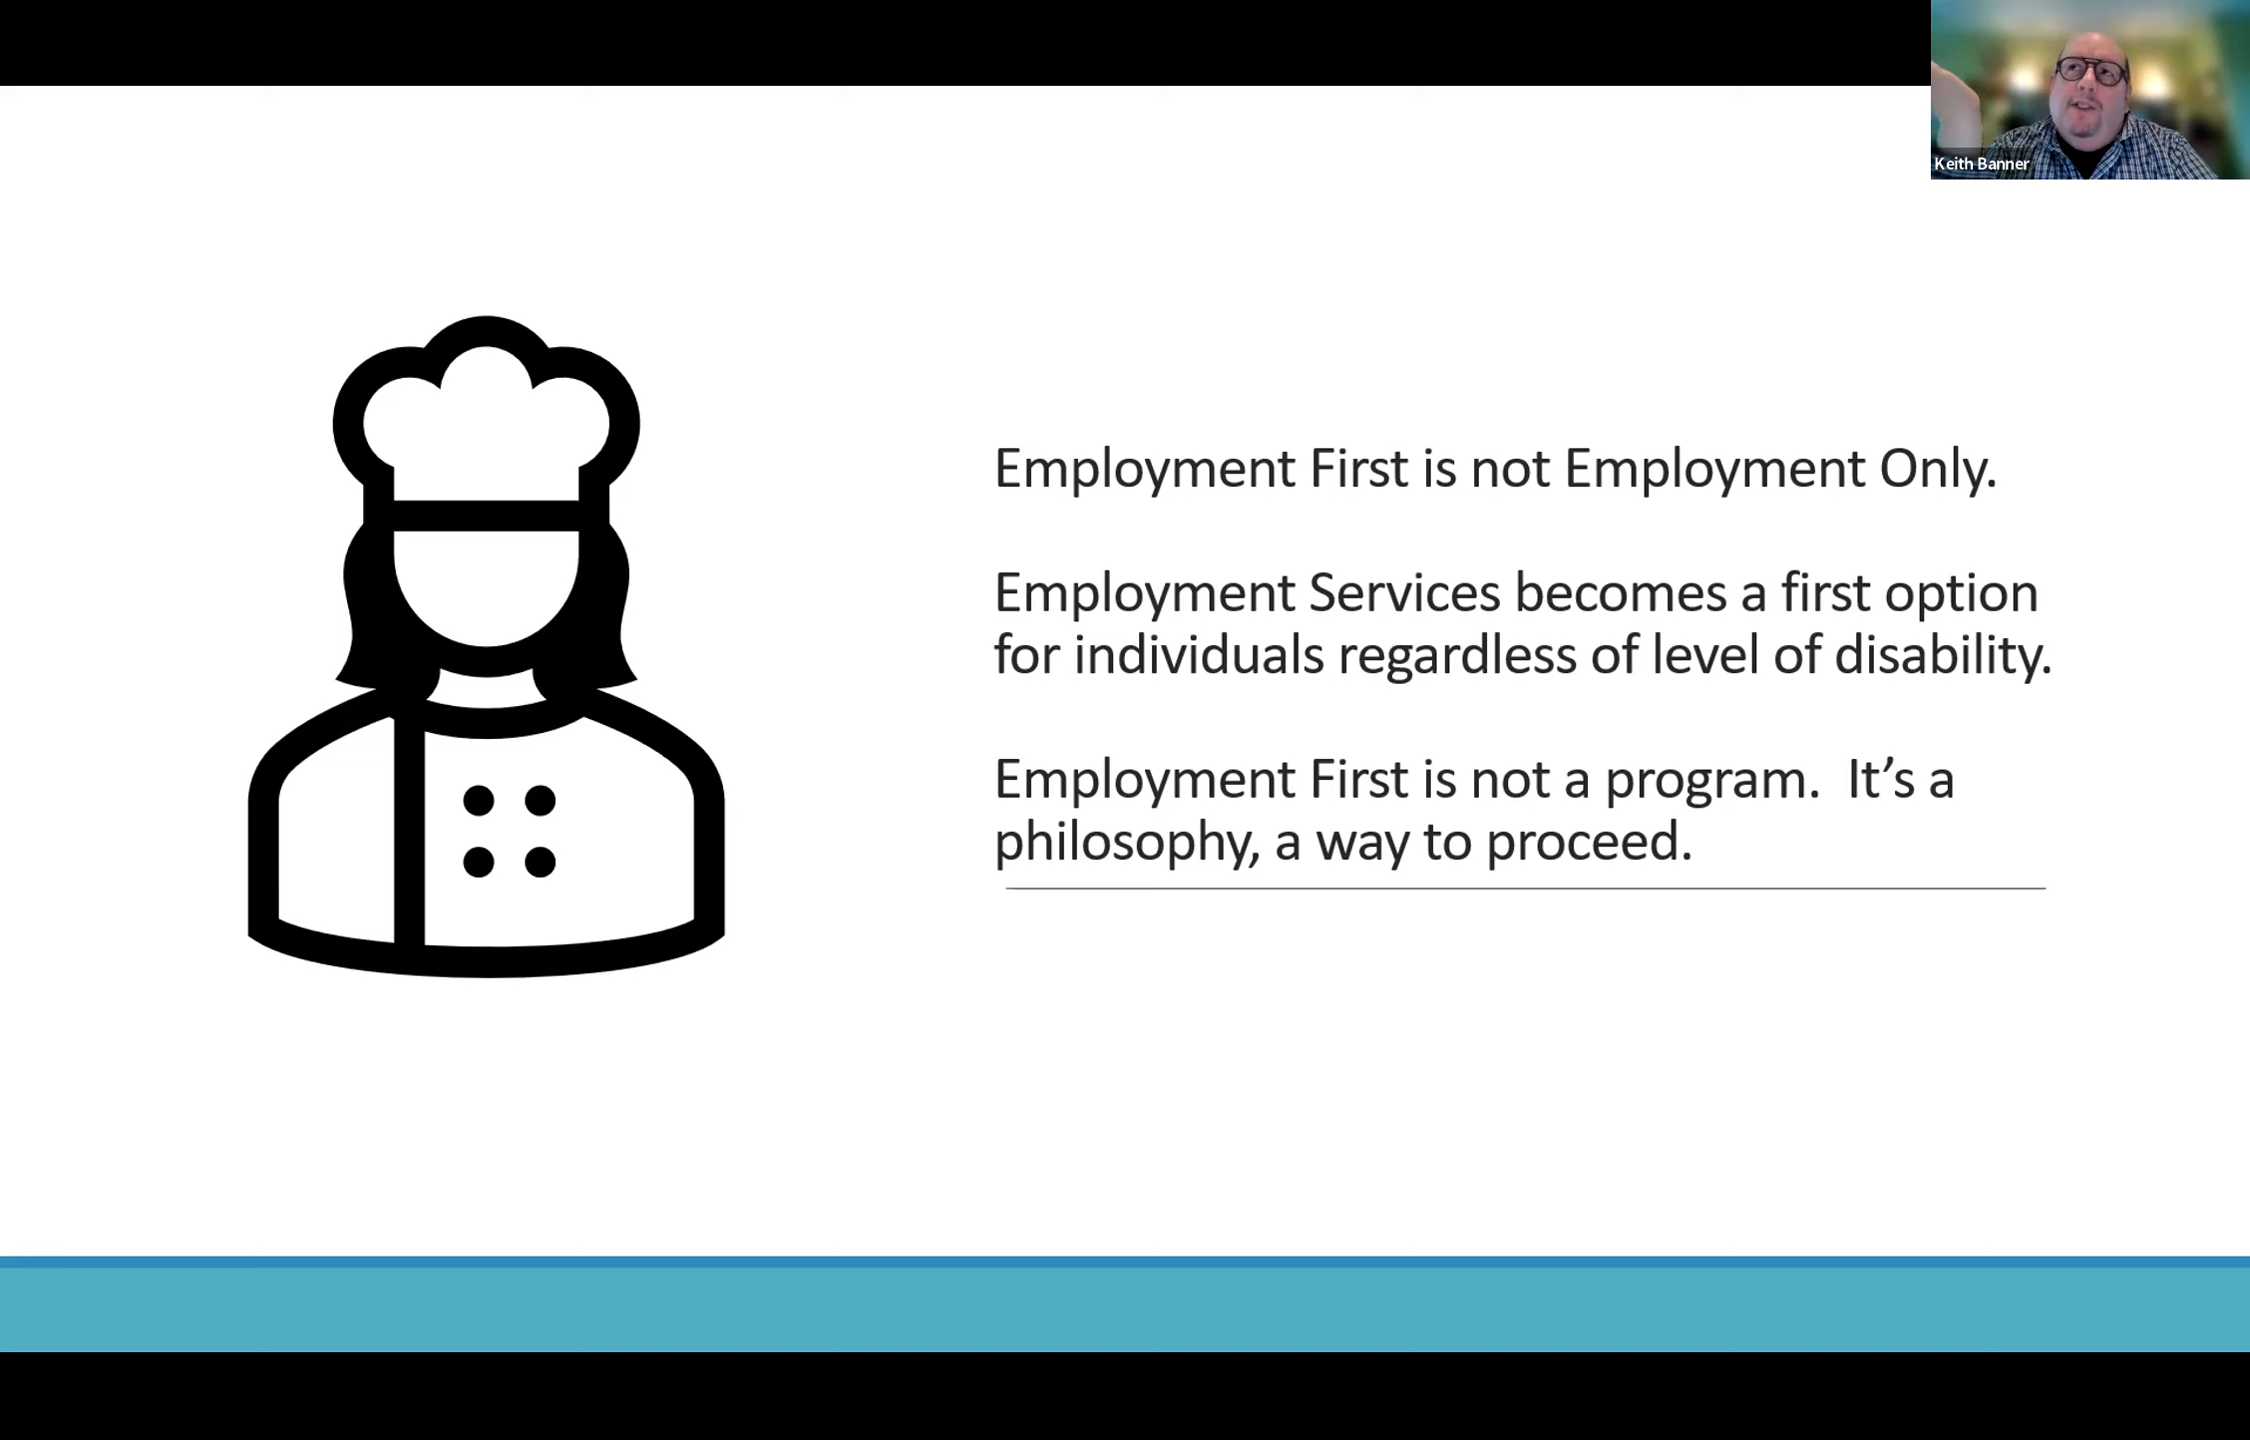 Keith Banner
Employment First is not Employment Only.
Employment Services becomes a first option
for individuals regardless of level of disability.
Employment First is not a program.  It’s a
philosophy, a way to proceed.